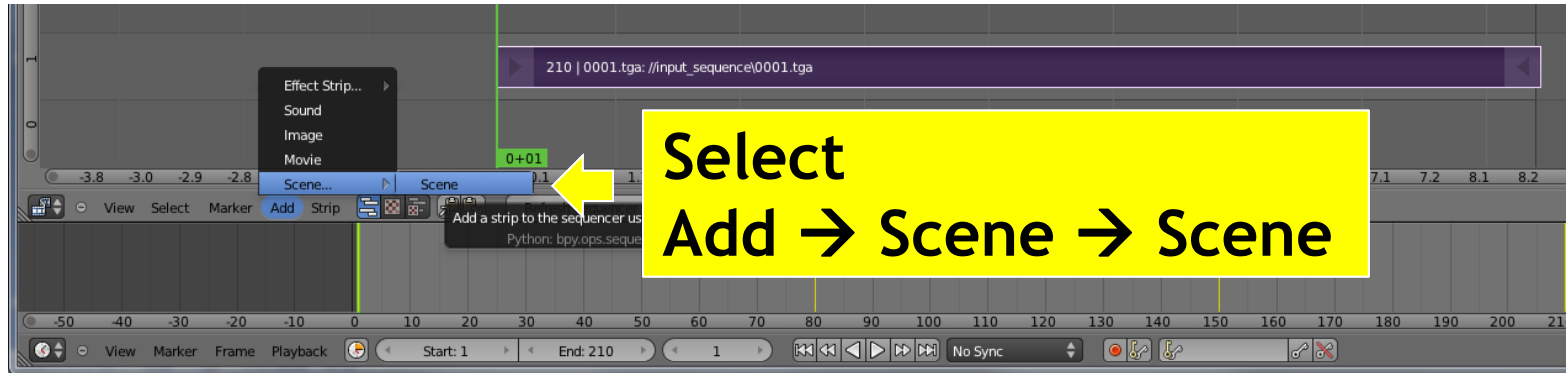 1
210 | 0001.tga: //input_sequence\0001.tga
Effect Strip...
Sound
Image
Movie
Scene...
Scene
0
0+01
-3.8 -3.0 -2.9 -2.8 7.1 7.2 8.1 8.2
View Select Marker Add Strip
Add a strip to the sequencer us
Python: bpy.ops.seque
Select
Add → Scene → Scene
-50 -40 -30 -20 -10 0 10 20 30 40 50 60 70 80 90 100 110 120 130 140 150 160 170 180 190 200 21
View Marker Frame Playback Start: 1 End: 210 1 No Sync